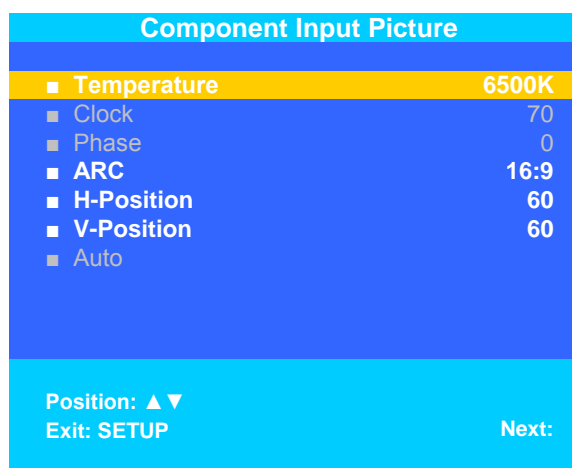 Component Input Picture
■ Temperature 6500K
■ Clock 70
■ Phase 0
■ ARC 16:9
■ H-Position 60
■ V-Position 60
■ Auto
Position: ▲▼
Exit: SETUP Next: